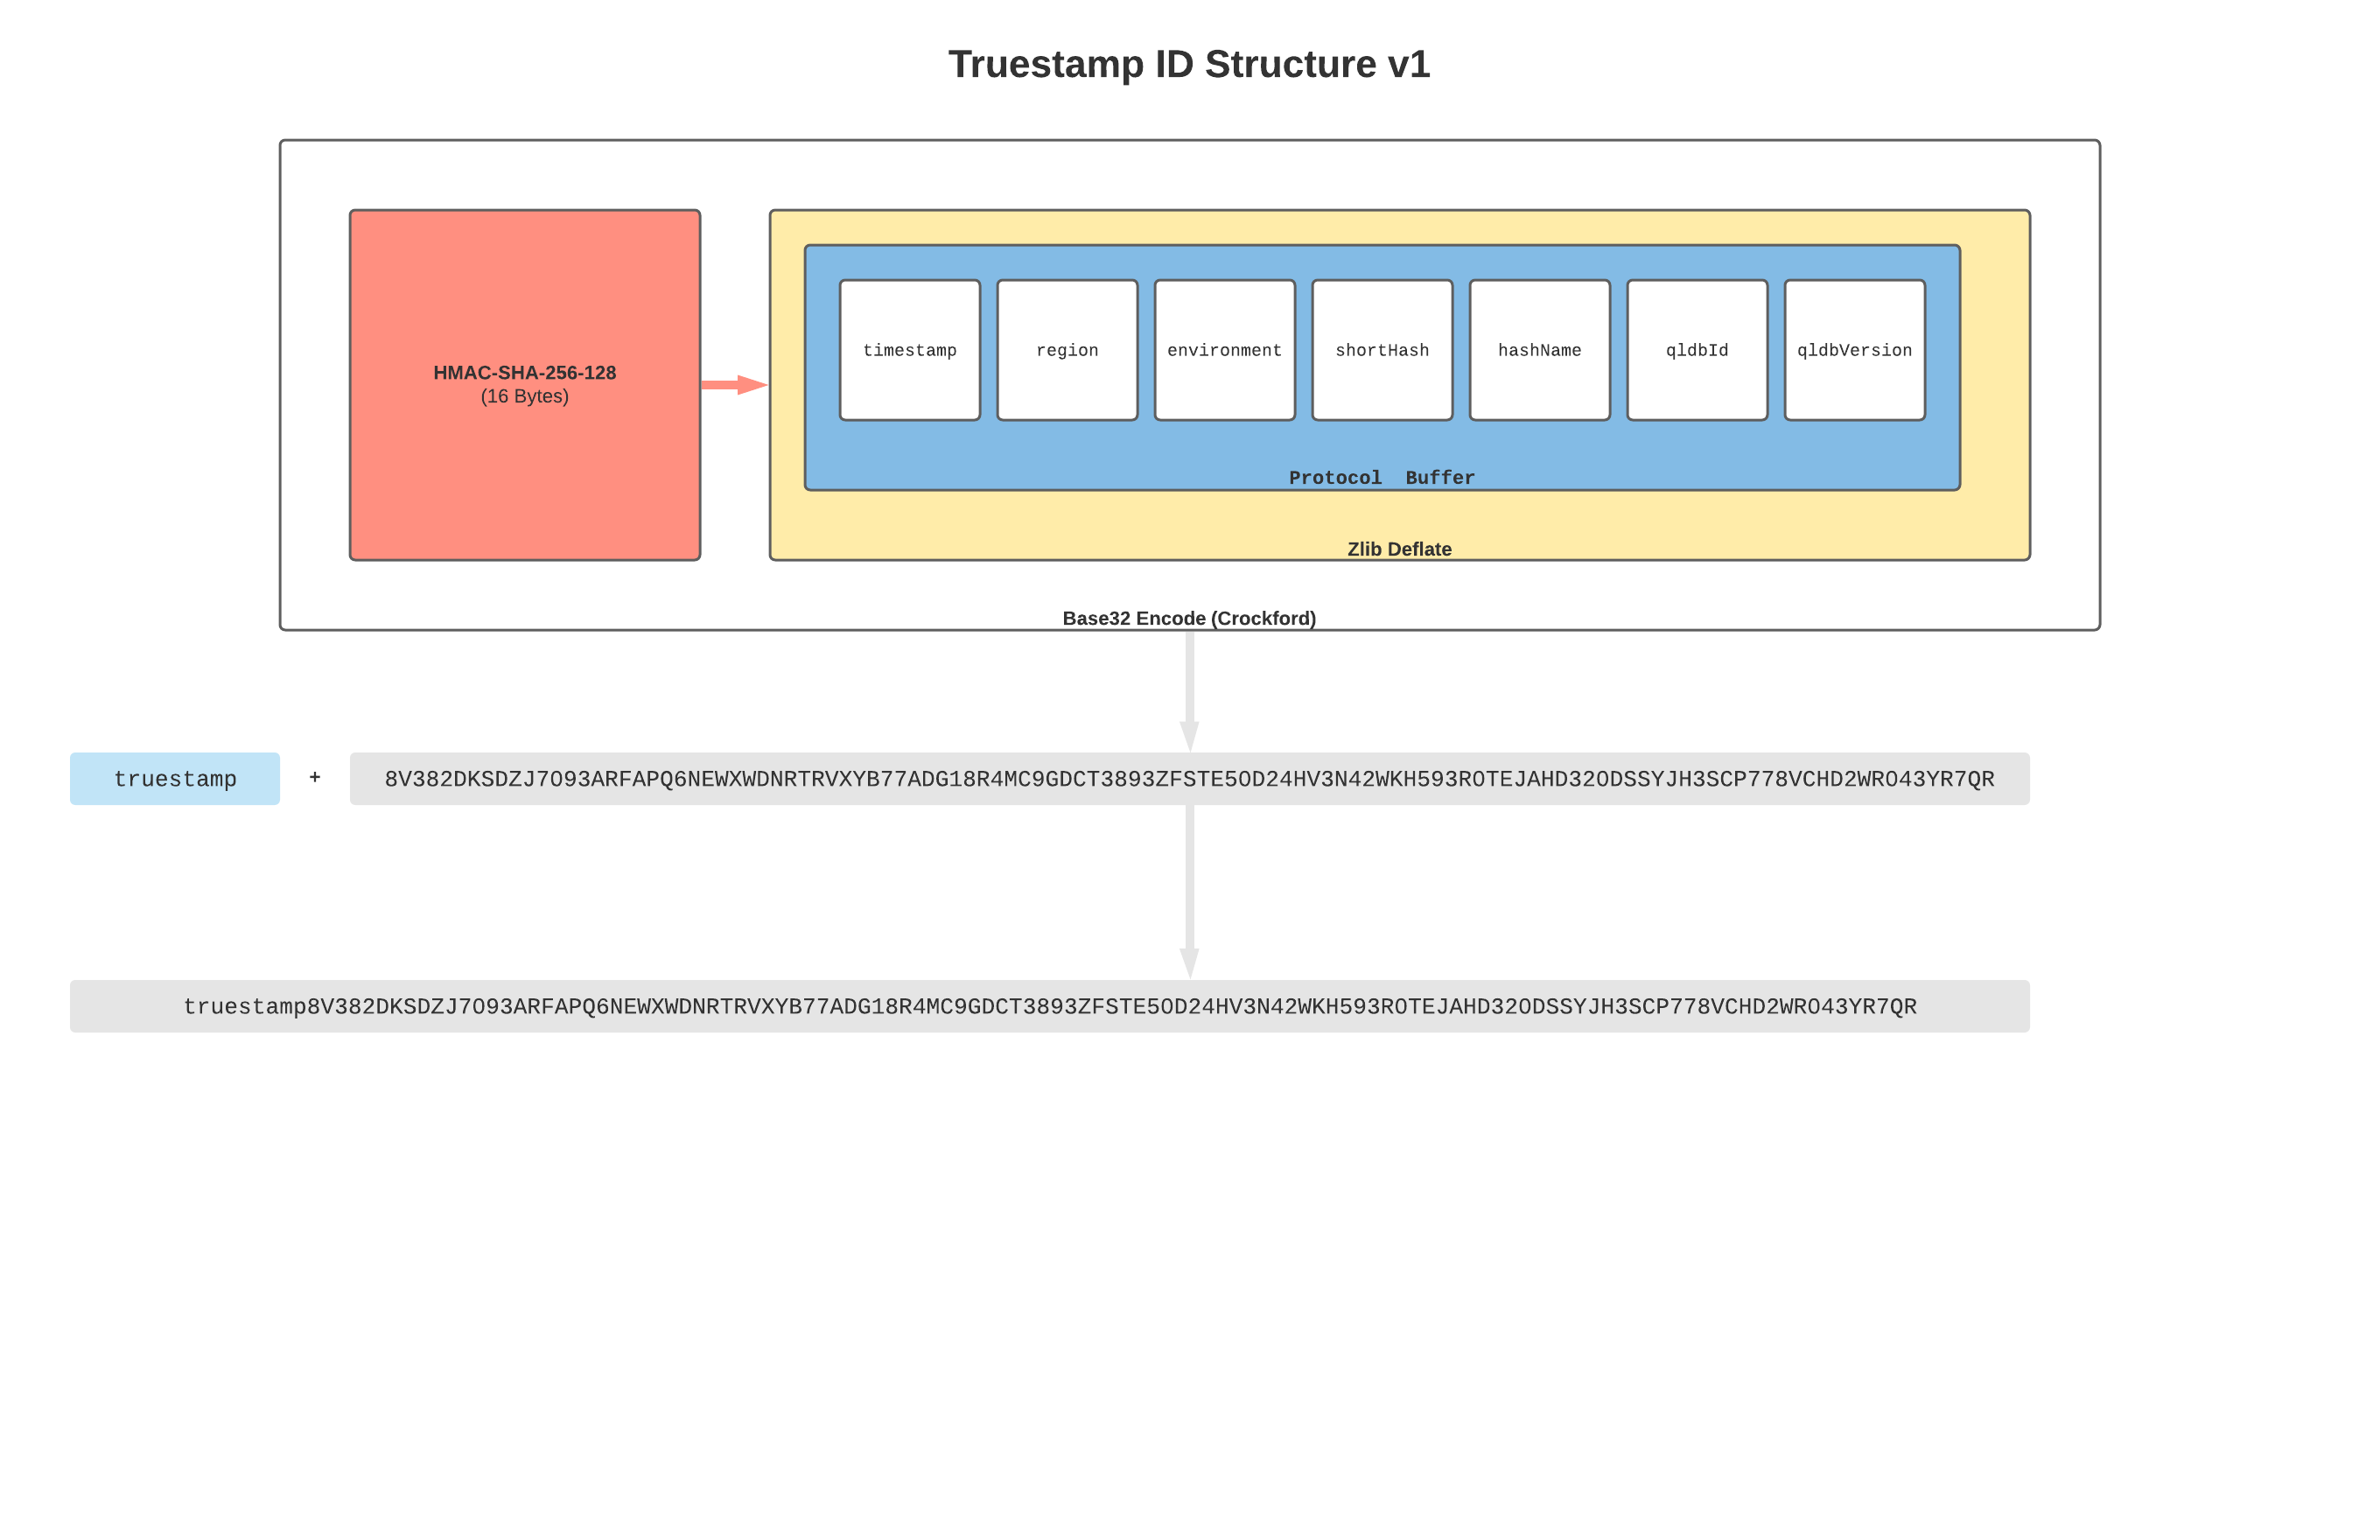 Truestamp ID Structure v1
HMAC-SHA-256-128
(16 Bytes)
timestamp
region
environment
shortHash
hashName
qldbId
qldbVersion
Protocol  Buffer
Zlib Deflate
Base32 Encode (Crockford)
truestamp
+
8V382DKSDZJ7O93ARFAPQ6NEWXWDNRTRVXYB77ADG18R4MC9GDCT3893ZFSTE5OD24HV3N42WKH593ROTEJAHD32ODSSYJH3SCP778VCHD2WRO43YR7QR
truestamp8V382DKSDZJ7O93ARFAPQ6NEWXWDNRTRVXYB77ADG18R4MC9GDCT3893ZFSTE5OD24HV3N42WKH593ROTEJAHD32ODSSYJH3SCP778VCHD2WRO43YR7QR